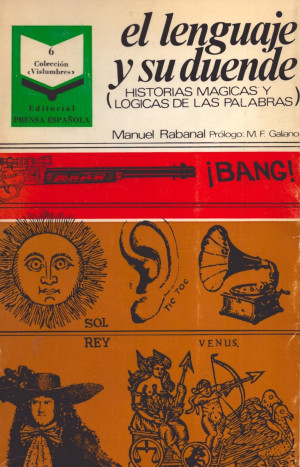 6
Colección
«Vislumbres»
Editorial
PRENSA ESPAÑOLA
el lenguaje
y su duende
(HISTORIAS MAGICAS Y
LOGICAS DE LAS PALABRAS)
Manuel Rabanal Prólogo: M. F. Galiano
¡BANG!
TIC TOC
SOL
REY
VENUS.